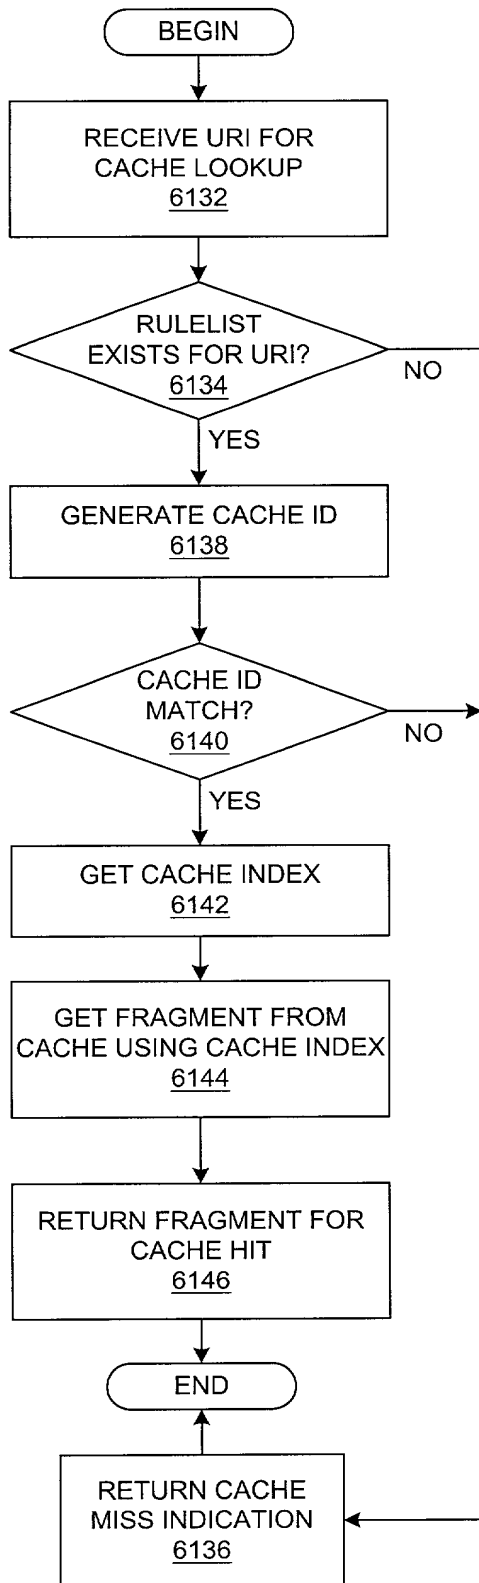 BEGIN
RECEIVE URI FOR
CACHE LOOKUP
6132
RULELIST
EXISTS FOR URI?
6134
NO
YES
GENERATE CACHE ID
6138
CACHE ID
MATCH?
6140
NO
YES
GET CACHE INDEX
6142
GET FRAGMENT FROM
CACHE USING CACHE INDEX
6144
RETURN FRAGMENT FOR
CACHE HIT
6146
END
RETURN CACHE
MISS INDICATION
6136